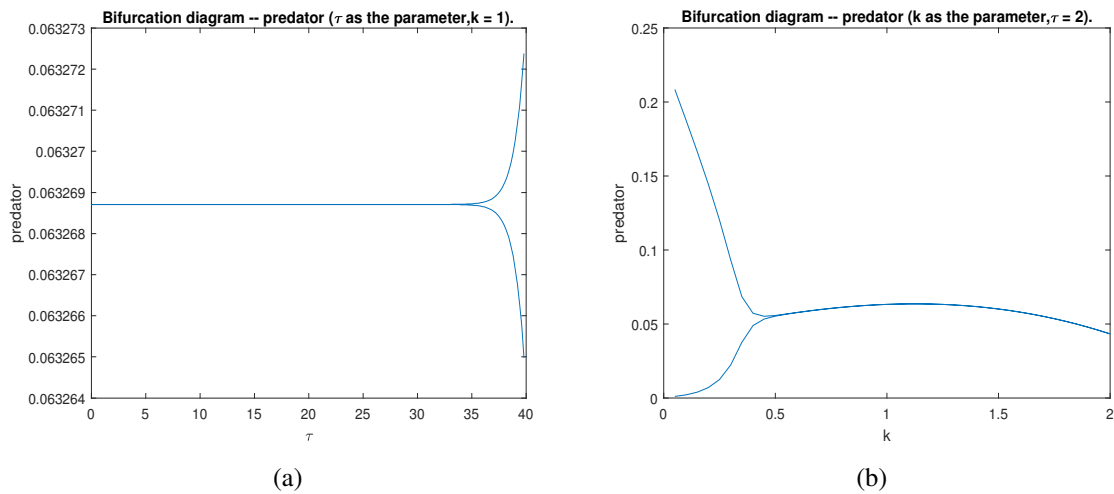 Bifurcation diagram -- predator (τ as the parameter,k = 1).
0.063273
0.063272
0.063271
0.06327
0.063269
0.063268
0.063267
0.063266
0.063265
0.063264
predator
0 5 10 15 20 25 30 35 40
τ
(a)
Bifurcation diagram -- predator (k as the parameter,τ = 2).
0.25
0.2
0.15
0.1
0.05
0
predator
0 0.5 1 1.5 2
k
(b)